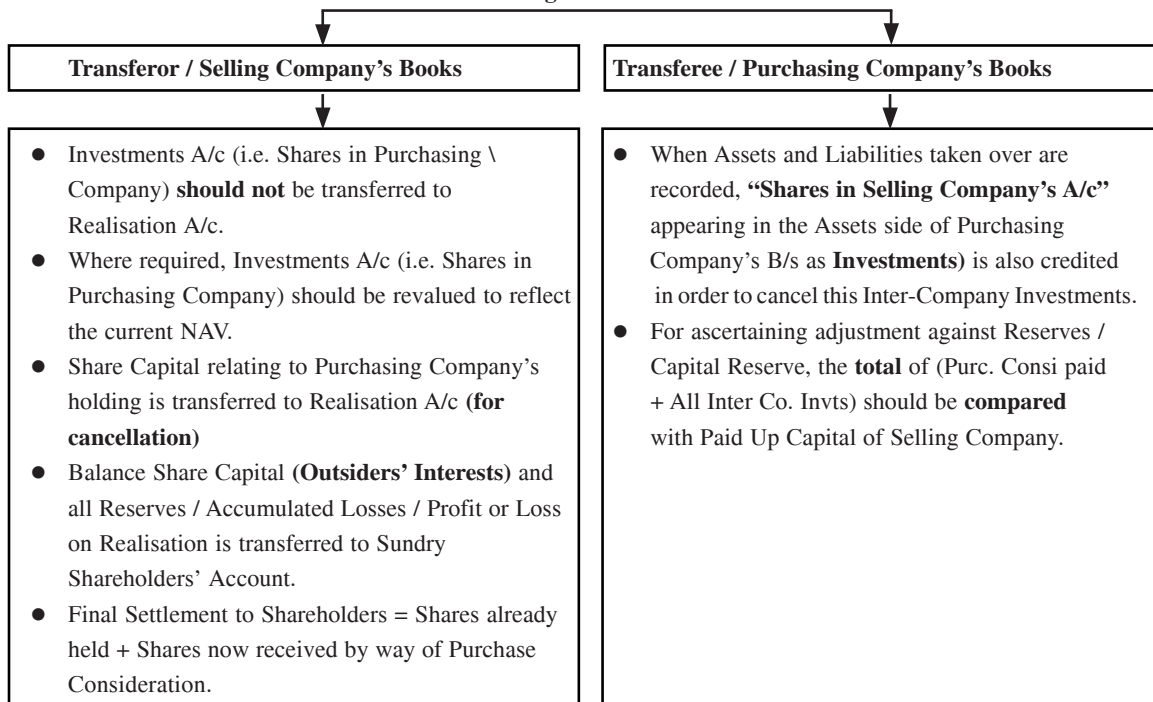 Transferor / Selling Company's Books
Transferee / Purchasing Company's Books
● Investments A/c (i.e. Shares in Purchasing \
Company) should not be transferred to
Realisation A/c.
● Where required, Investments A/c (i.e. Shares in
Purchasing Company) should be revalued to reflect
the current NAV.
● Share Capital relating to Purchasing Company's
holding is transferred to Realisation A/c (for
cancellation)
● Balance Share Capital (Outsiders' Interests) and
all Reserves / Accumulated Losses / Profit or Loss
on Realisation is transferred to Sundry
Shareholders' Account.
● Final Settlement to Shareholders = Shares already
held + Shares now received by way of Purchase
Consideration.
● When Assets and Liabilities taken over are
recorded, “Shares in Selling Company's A/c”
appearing in the Assets side of Purchasing
Company's B/s as Investments) is also credited
in order to cancel this Inter-Company Investments.
● For ascertaining adjustment against Reserves /
Capital Reserve, the total of (Purc. Consi paid
+ All Inter Co. Invts) should be compared
with Paid Up Capital of Selling Company.